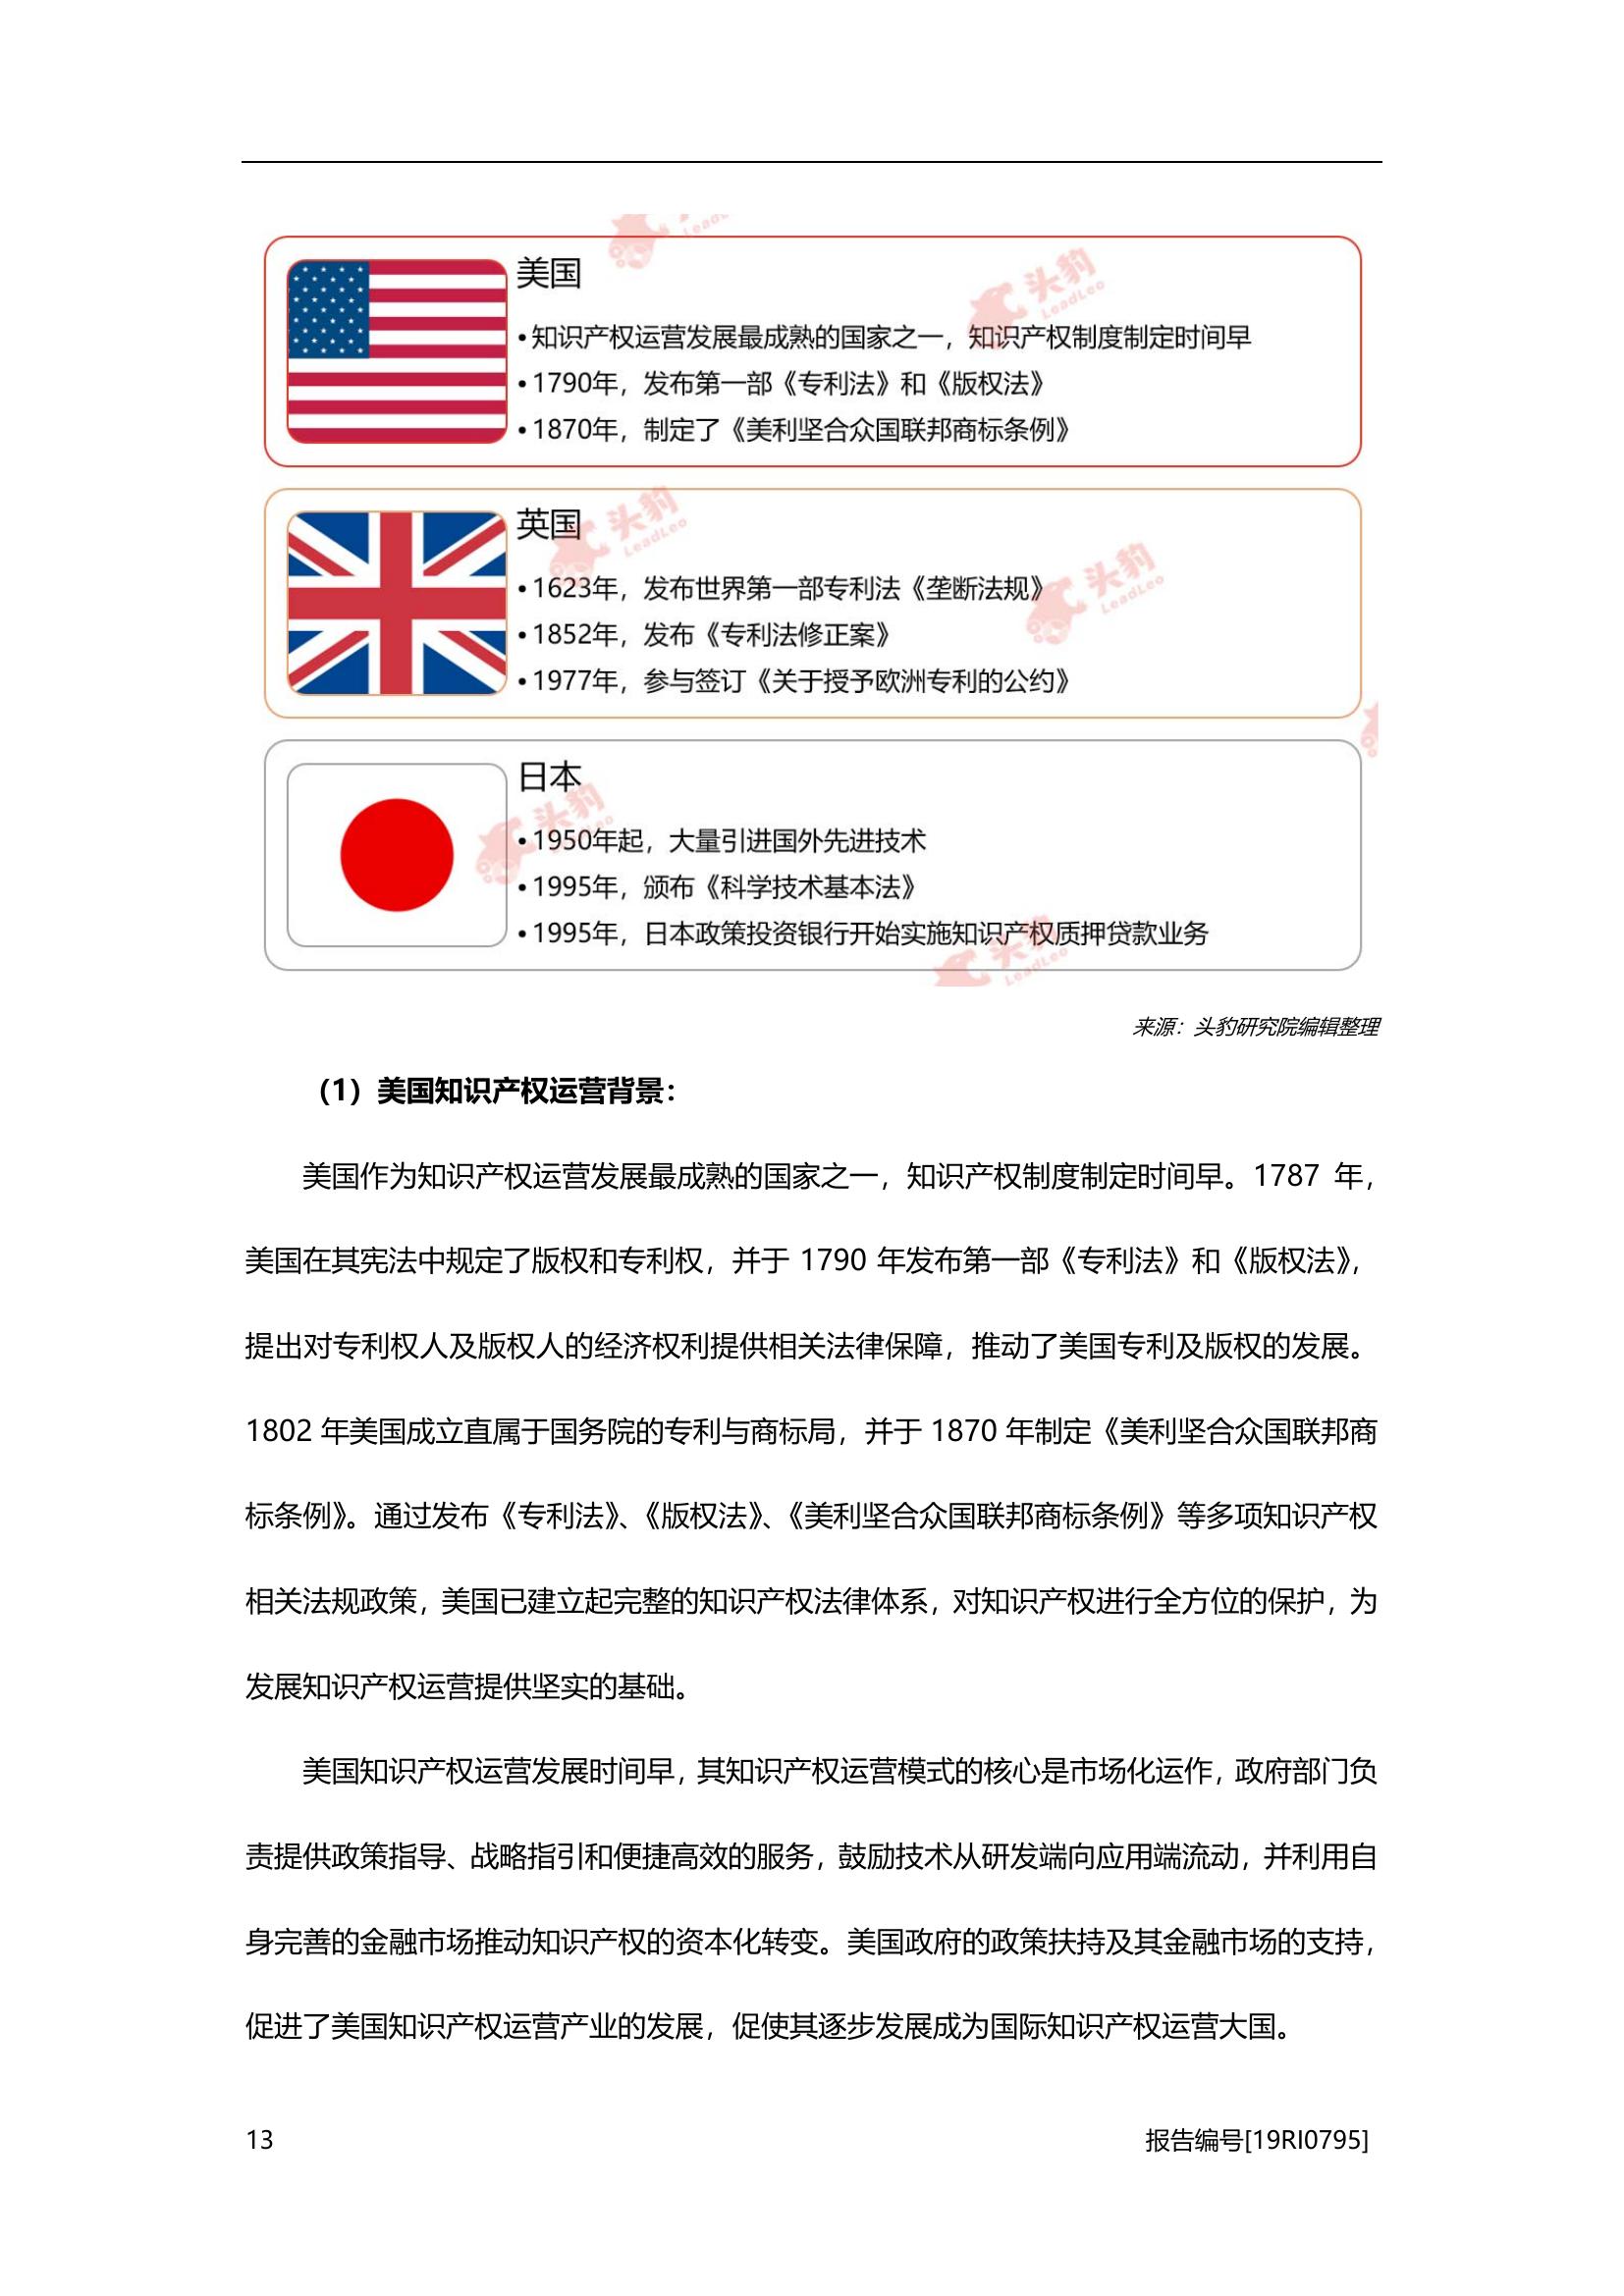 美国
•知识产权运营发展最成熟的国家之一，知识产权制度制定时间早
•1790年，发布第一部《专利法》和《版权法》
•1870年，制定了《美利坚合众国联邦商标条例》
英国
•1623年，发布世界第一部专利法《垄断法规》
•1852年，发布《专利法修正案》
•1977年，参与签订《关于授予欧洲专利的公约》
日本
•1950年起，大量引进国外先进技术
•1995年，颁布《科学技术基本法》
•1995年，日本政策投资银行开始实施知识产权质押贷款业务
头豹
LeadLeo
头豹
LeadLeo
头豹
LeadLeo
头豹
LeadLeo
头豹
LeadLeo
来源：头豹研究院编辑整理
（1）美国知识产权运营背景：
美国作为知识产权运营发展最成熟的国家之一，知识产权制度制定时间早。1787 年，
美国在其宪法中规定了版权和专利权，并于 1790 年发布第一部《专利法》和《版权法》，
提出对专利权人及版权人的经济权利提供相关法律保障，推动了美国专利及版权的发展。
1802 年美国成立直属于国务院的专利与商标局，并于 1870 年制定《美利坚合众国联邦商
标条例》。通过发布《专利法》、《版权法》、《美利坚合众国联邦商标条例》等多项知识产权
相关法规政策，美国已建立起完整的知识产权法律体系，对知识产权进行全方位的保护，为
发展知识产权运营提供坚实的基础。
美国知识产权运营发展时间早，其知识产权运营模式的核心是市场化运作，政府部门负
责提供政策指导、战略指引和便捷高效的服务，鼓励技术从研发端向应用端流动，并利用自
身完善的金融市场推动知识产权的资本化转变。美国政府的政策扶持及其金融市场的支持，
促进了美国知识产权运营产业的发展，促使其逐步发展成为国际知识产权运营大国。
13
报告编号[19RI0795]